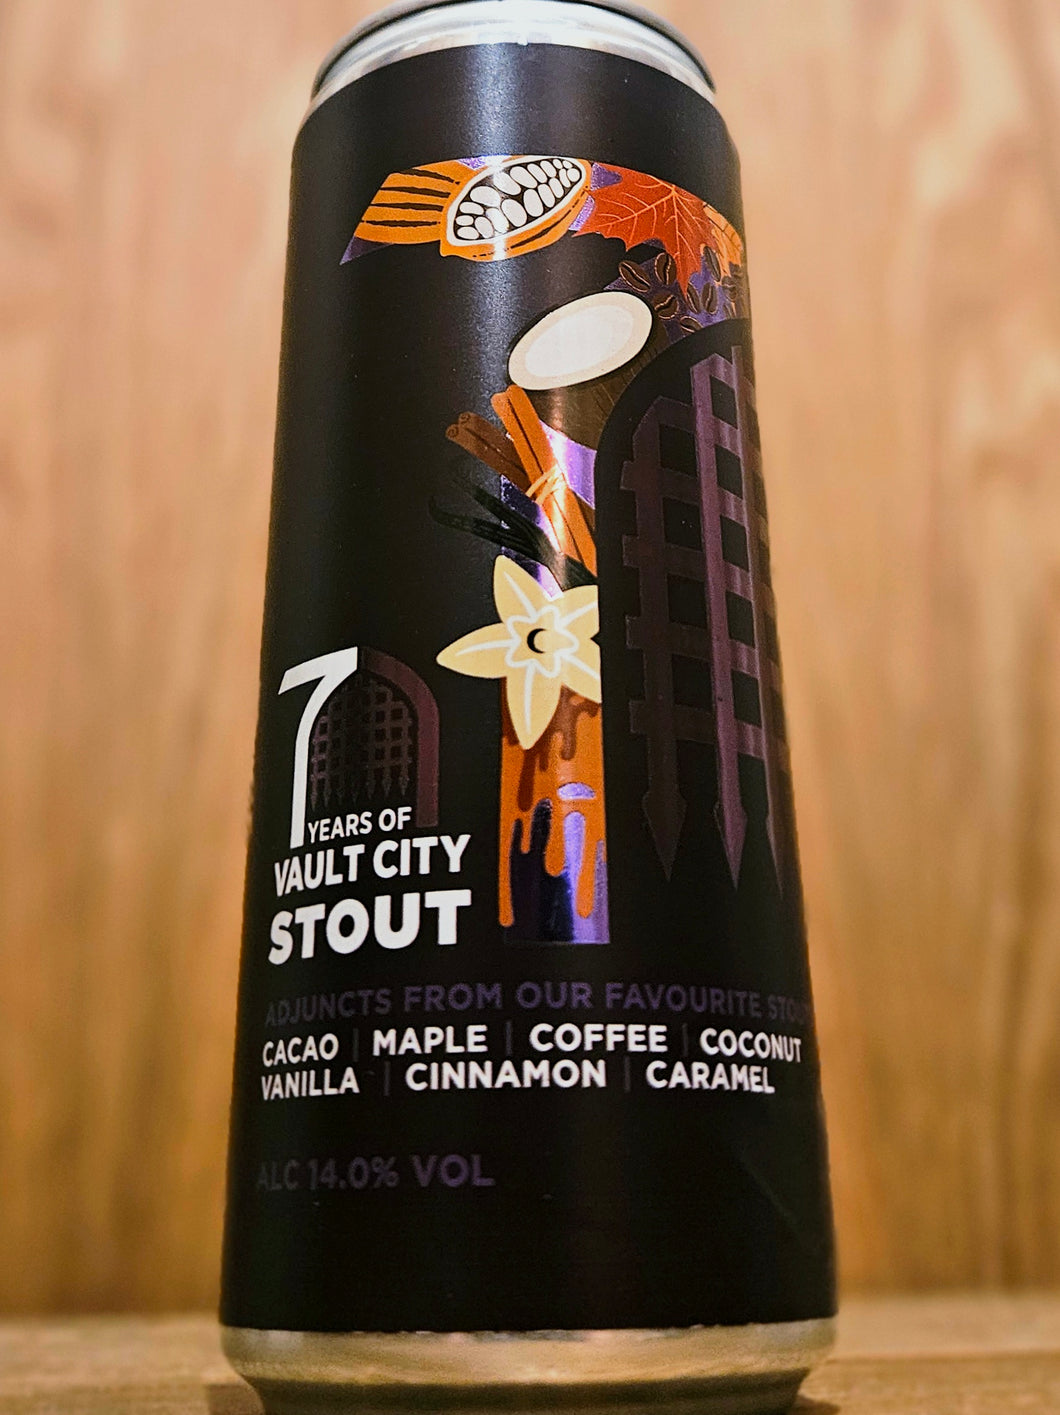 7
YEARS OF
VAULT CITY
STOUT
ADJUNCTS FROM OUR FAVOURITE
CACAO | MAPLE | COFFEE | COCONUT
VANILLA | CINNAMON | CARAMEL
ALC 14.0% VOL